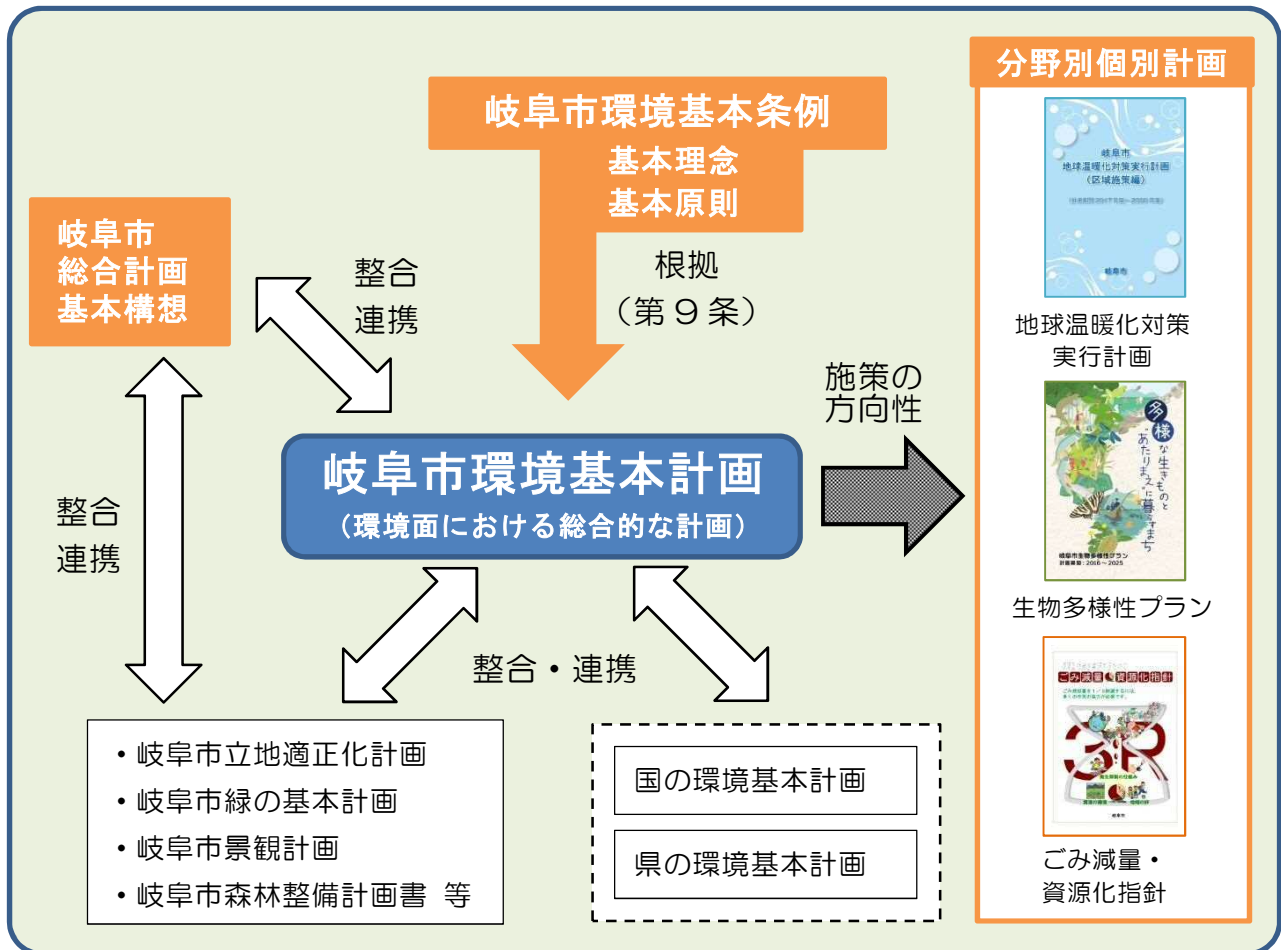 岐阜市環境基本条例
基本理念
基本原則
根拠
（第９条）
岐阜市
総合計画
基本構想
整合
連携
整合
連携
岐阜市環境基本計画
（環境面における総合的な計画）
施策の
方向性
整合・連携
・岐阜市立地適正化計画
・岐阜市緑の基本計画
・岐阜市景観計画
・岐阜市森林整備計画書 等
国の環境基本計画
県の環境基本計画
分野別個別計画
岐阜市
地球温暖化対策実行計画
（区域施策編）
岐阜市
地球温暖化対策
実行計画
多様な生きものと
“あたりまえ”に暮すまち
岐阜市生物多様性プラン
計画期間：2016～2025
生物多様性プラン
ごみ減量・資源化指針
3R
岐阜市
ごみ減量・
資源化指針